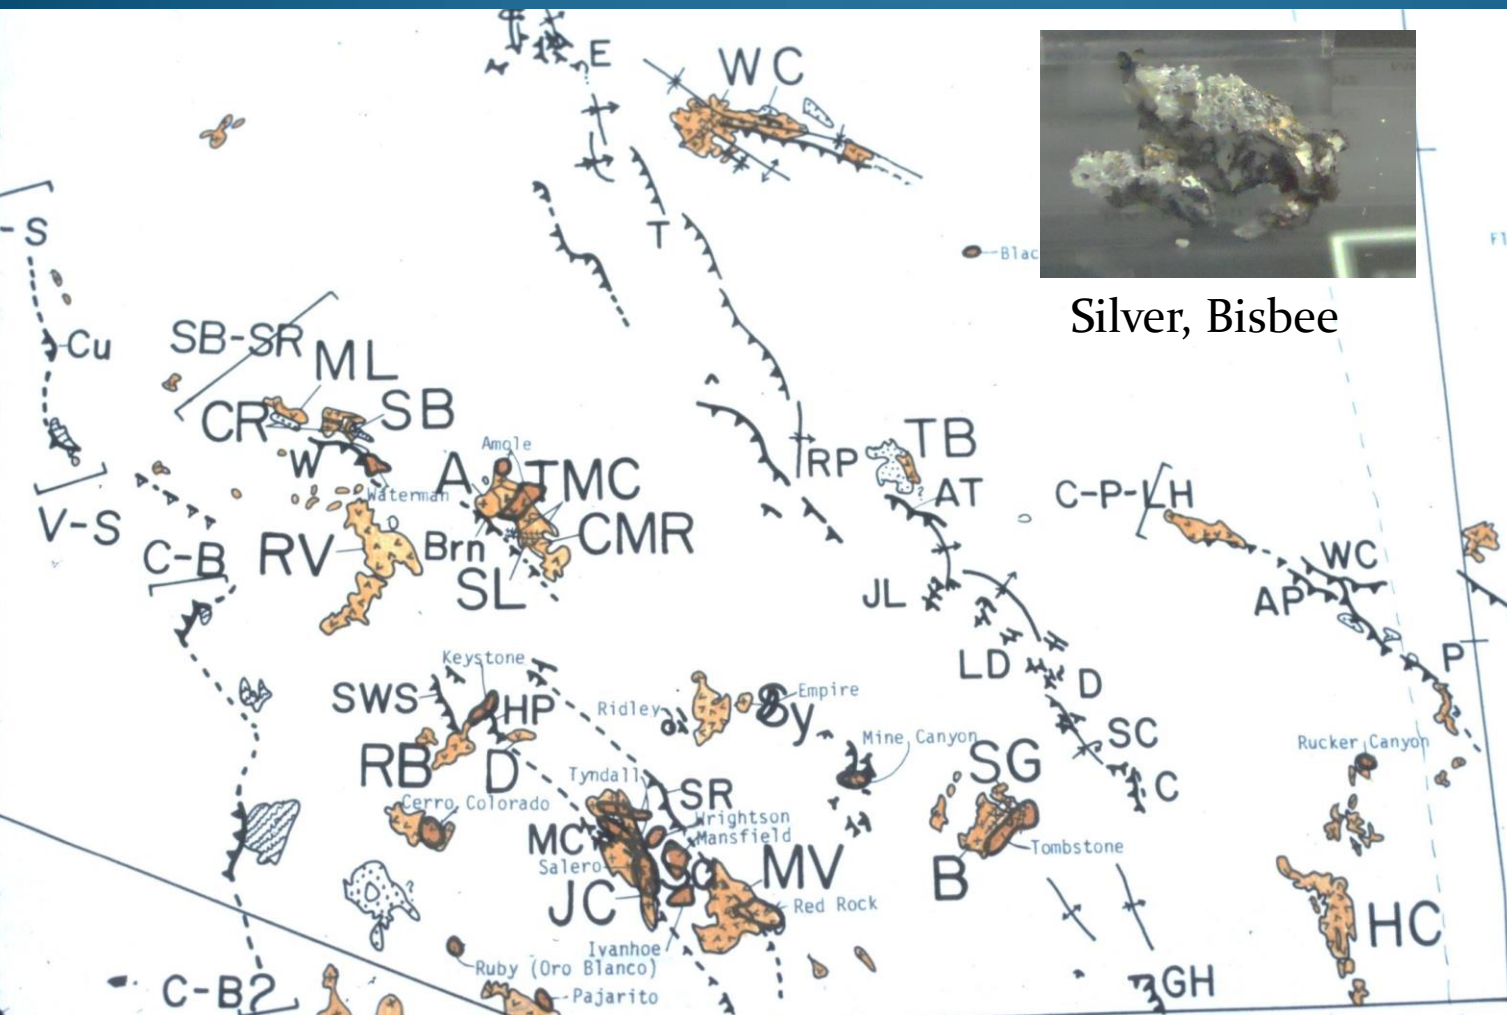 E
WC
T
-S
Blac
Fl
Silver, Bisbee
Cu
SB-SR
ML
CR
SB
W
Waterman
Amole
A
TMC
CMR
Brn
SL
RV
V-S
C-B
RP
TB
AT
C-P-LH
WC
AP
P
JL
LD
D
SC
C
Keystone
SWS
HP
RB
D
Ridley
Empire
Sy
Mine Canyon
SG
Rucker Canyon
Cerro Colorado
Tyndall
SR
Wrightson
Mansfield
MC
Salero
JC
SC
MV
Red Rock
B
Tombstone
HC
Ivanhoe
Ruby (Oro Blanco)
Pajarito
C-B?
GH